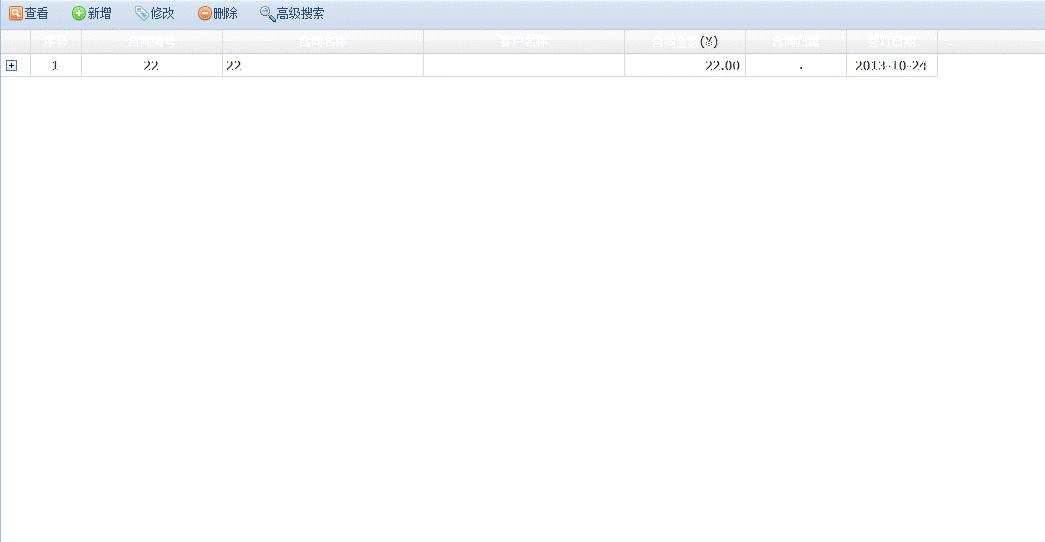 查看 新增 修改 删除 高级搜索
序号 合同编号 合同名称 客户名称 合同金额(¥) 合同归属 签订日期
1 22 22 22.00 . 2013-10-24